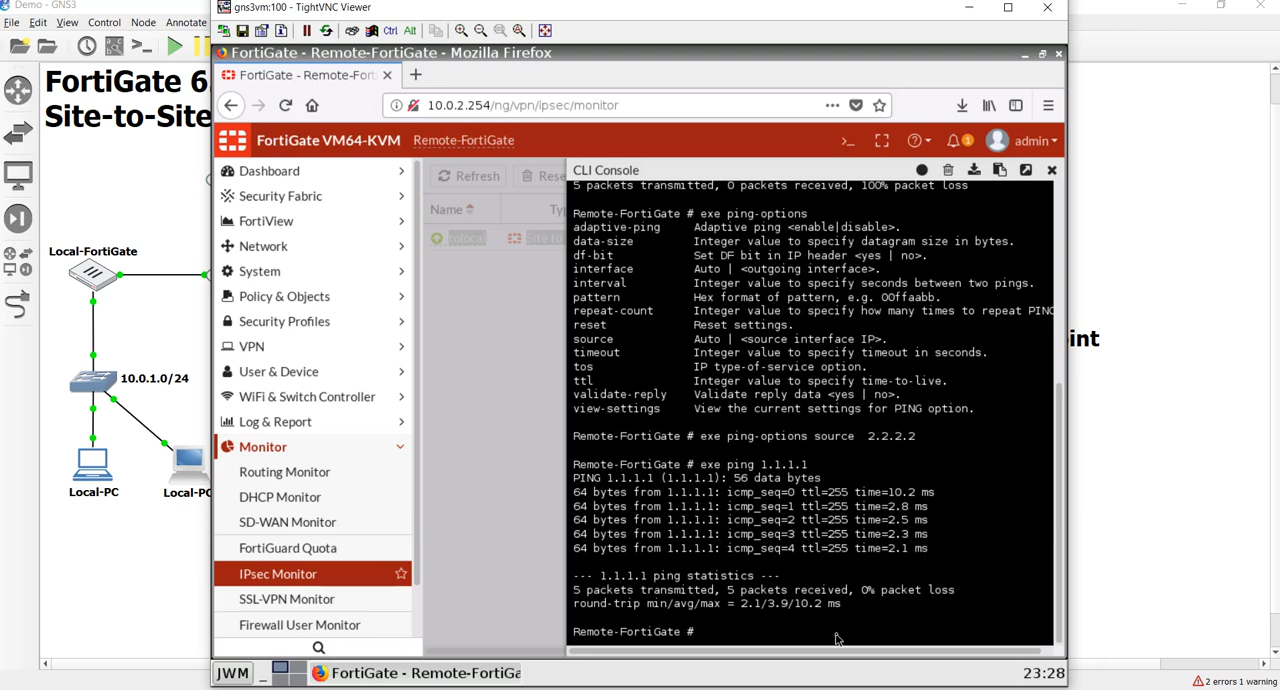 Demo - GNS3
File Edit View Control Node Annotate
FortiGate 6
Site-to-Site
Local-FortiGate
10.0.1.0/24
Local-PC
Local-PC
int
2 errors 1 warning
gns3vm:100 - TightVNC Viewer
Ctrl Alt
FortiGate - Remote-FortiGate - Mozilla Firefox
FortiGate - Remote-Fort
10.0.2.254/ng/vpn/ipsec/monitor
FortiGate VM64-KVM Remote-FortiGate
1 admin
Dashboard
Security Fabric
FortiView
Network
System
Policy & Objects
Security Profiles
VPN
User & Device
WiFi & Switch Controller
Log & Report
Monitor
Routing Monitor
DHCP Monitor
SD-WAN Monitor
FortiGuard Quota
IPsec Monitor
SSL-VPN Monitor
Firewall User Monitor
Refresh Rese
Name Ty
tolocal Site to
CLI Console
5 packets transmitted, 0 packets received, 100% packet loss
Remote-FortiGate # exe ping-options
adaptive-ping Adaptive ping <enable|disable>.
data-size Integer value to specify datagram size in bytes.
df-bit Set DF bit in IP header <yes | no>.
interface Auto | <outgoing interface>.
interval Integer value to specify seconds between two pings.
pattern Hex format of pattern, e.g. 00ffaabb.
repeat-count Integer value to specify how many times to repeat PING
reset Reset settings.
source Auto | <source interface IP>.
timeout Integer value to specify timeout in seconds.
tos IP type-of-service option.
ttl Integer value to specify time-to-live.
validate-reply Validate reply data <yes | no>.
view-settings View the current settings for PING option.
Remote-FortiGate # exe ping-options source 2.2.2.2
Remote-FortiGate # exe ping 1.1.1.1
PING 1.1.1.1 (1.1.1.1): 56 data bytes
64 bytes from 1.1.1.1: icmp_seq=0 ttl=255 time=10.2 ms
64 bytes from 1.1.1.1: icmp_seq=1 ttl=255 time=2.8 ms
64 bytes from 1.1.1.1: icmp_seq=2 ttl=255 time=2.5 ms
64 bytes from 1.1.1.1: icmp_seq=3 ttl=255 time=2.3 ms
64 bytes from 1.1.1.1: icmp_seq=4 ttl=255 time=2.1 ms
--- 1.1.1.1 ping statistics ---
5 packets transmitted, 5 packets received, 0% packet loss
round-trip min/avg/max = 2.1/3.9/10.2 ms
Remote-FortiGate #
JWM FortiGate - Remote-FortiGa 23:28